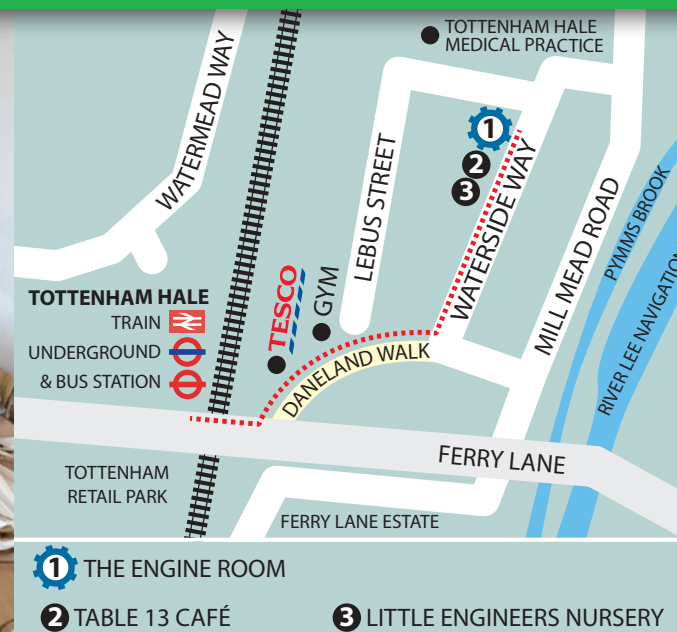 TOTTENHAM HALE
MEDICAL PRACTICE
WATERMEAD WAY
LEBUS STREET
1
2
3
WATERSIDE WAY
MILL MEAD ROAD
PYMMS BROOK
RIVER LEE NAVIGATION
TOTTENHAM HALE
TRAIN
UNDERGROUND
& BUS STATION
TESCO
GYM
DANELAND WALK
FERRY LANE
TOTTENHAM
RETAIL PARK
FERRY LANE ESTATE
1 THE ENGINE ROOM
2 TABLE 13 CAFÉ
3 LITTLE ENGINEERS NURSERY